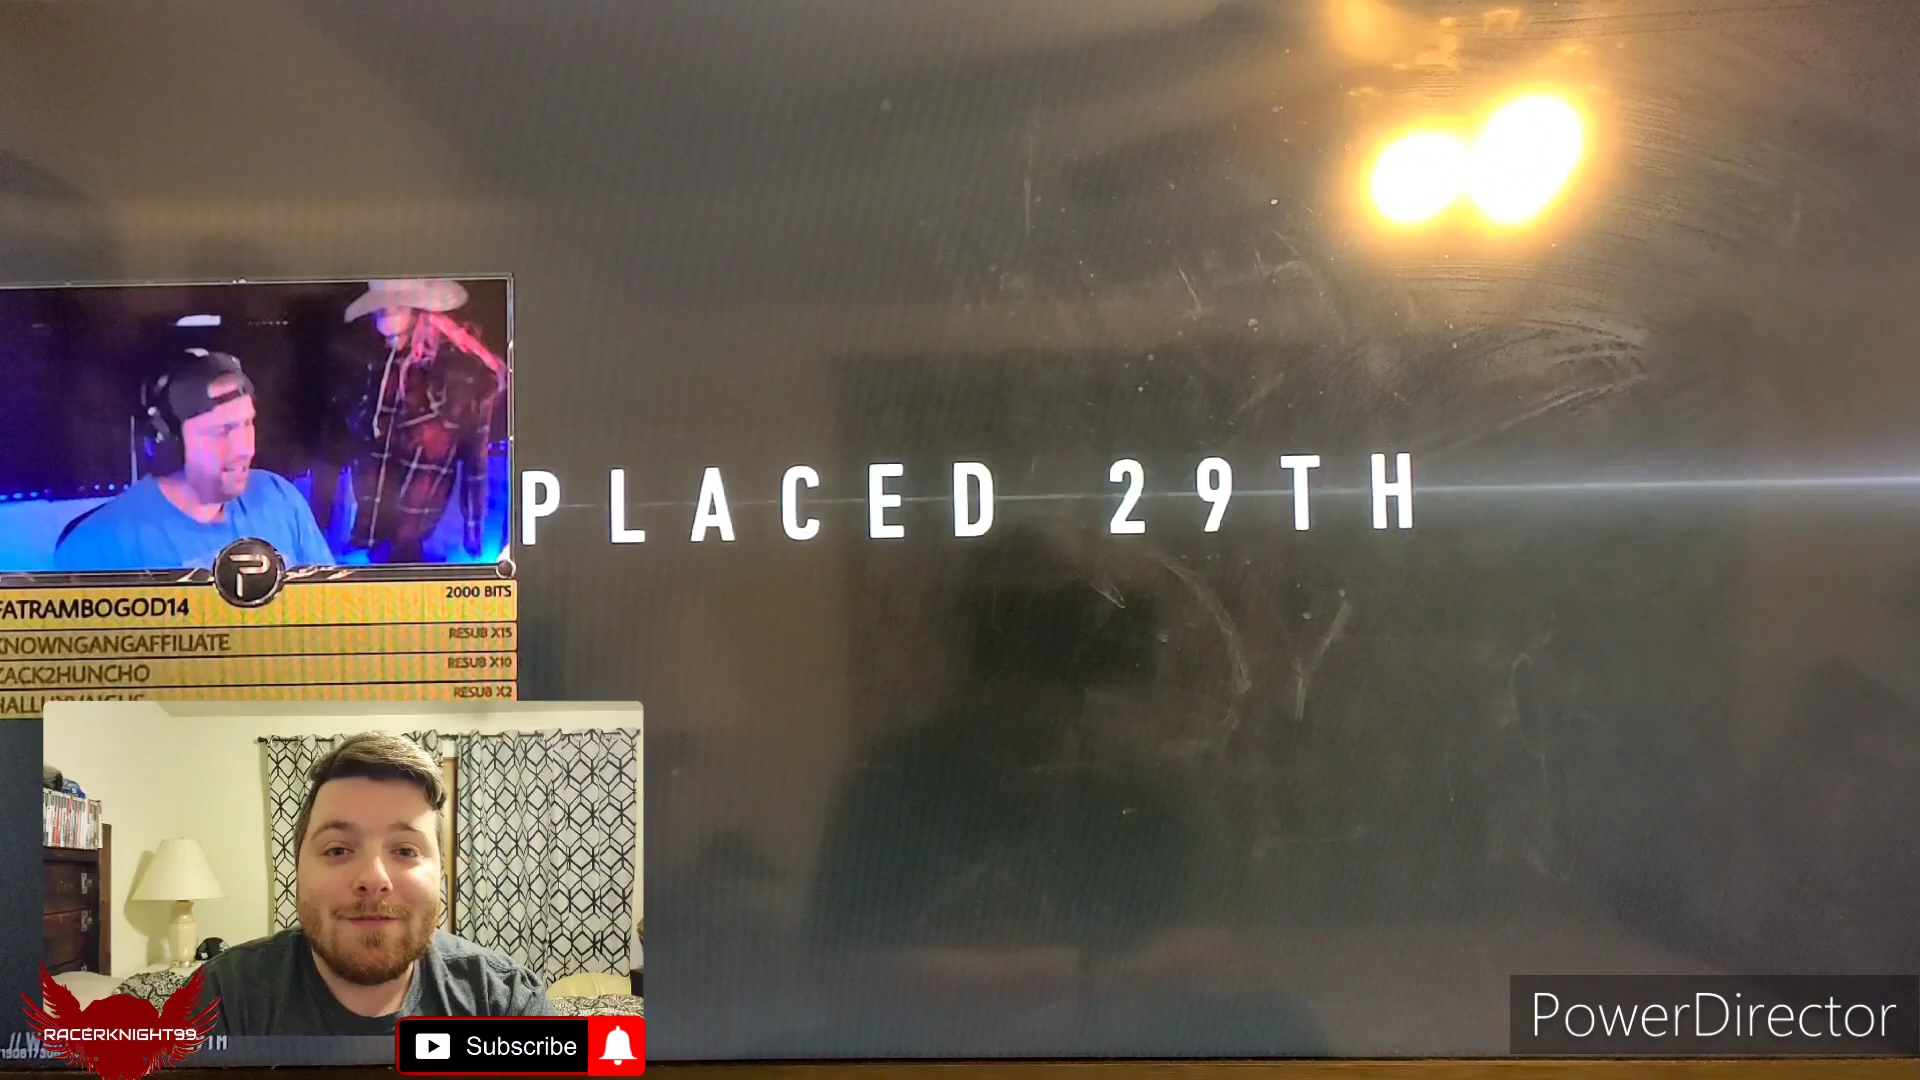 PLACED 29TH
2000 BITS
FATRAMBOGOD14
KNOWNGANGAFFILIATE
RESUB X15
ZACK2HUNCHO
RESUB X10
RESUB X2
RACERKNIGHT99
Subscribe
PowerDirector